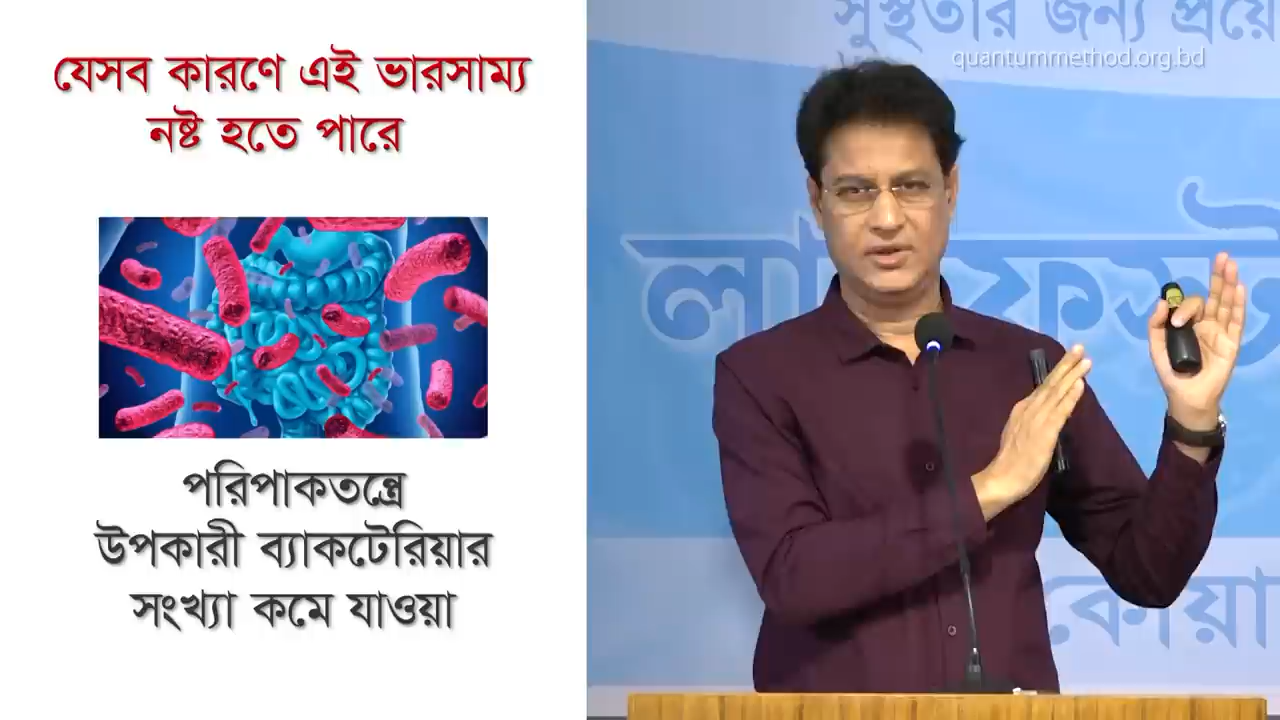 যেসব কারণে এই ভারসাম্য
নষ্ট হতে পারে
পরিপাকতন্ত্রে
উপকারী ব্যাকটেরিয়ার
সংখ্যা কমে যাওয়া
সুস্থতার জন্য
quantummethod.org.bd